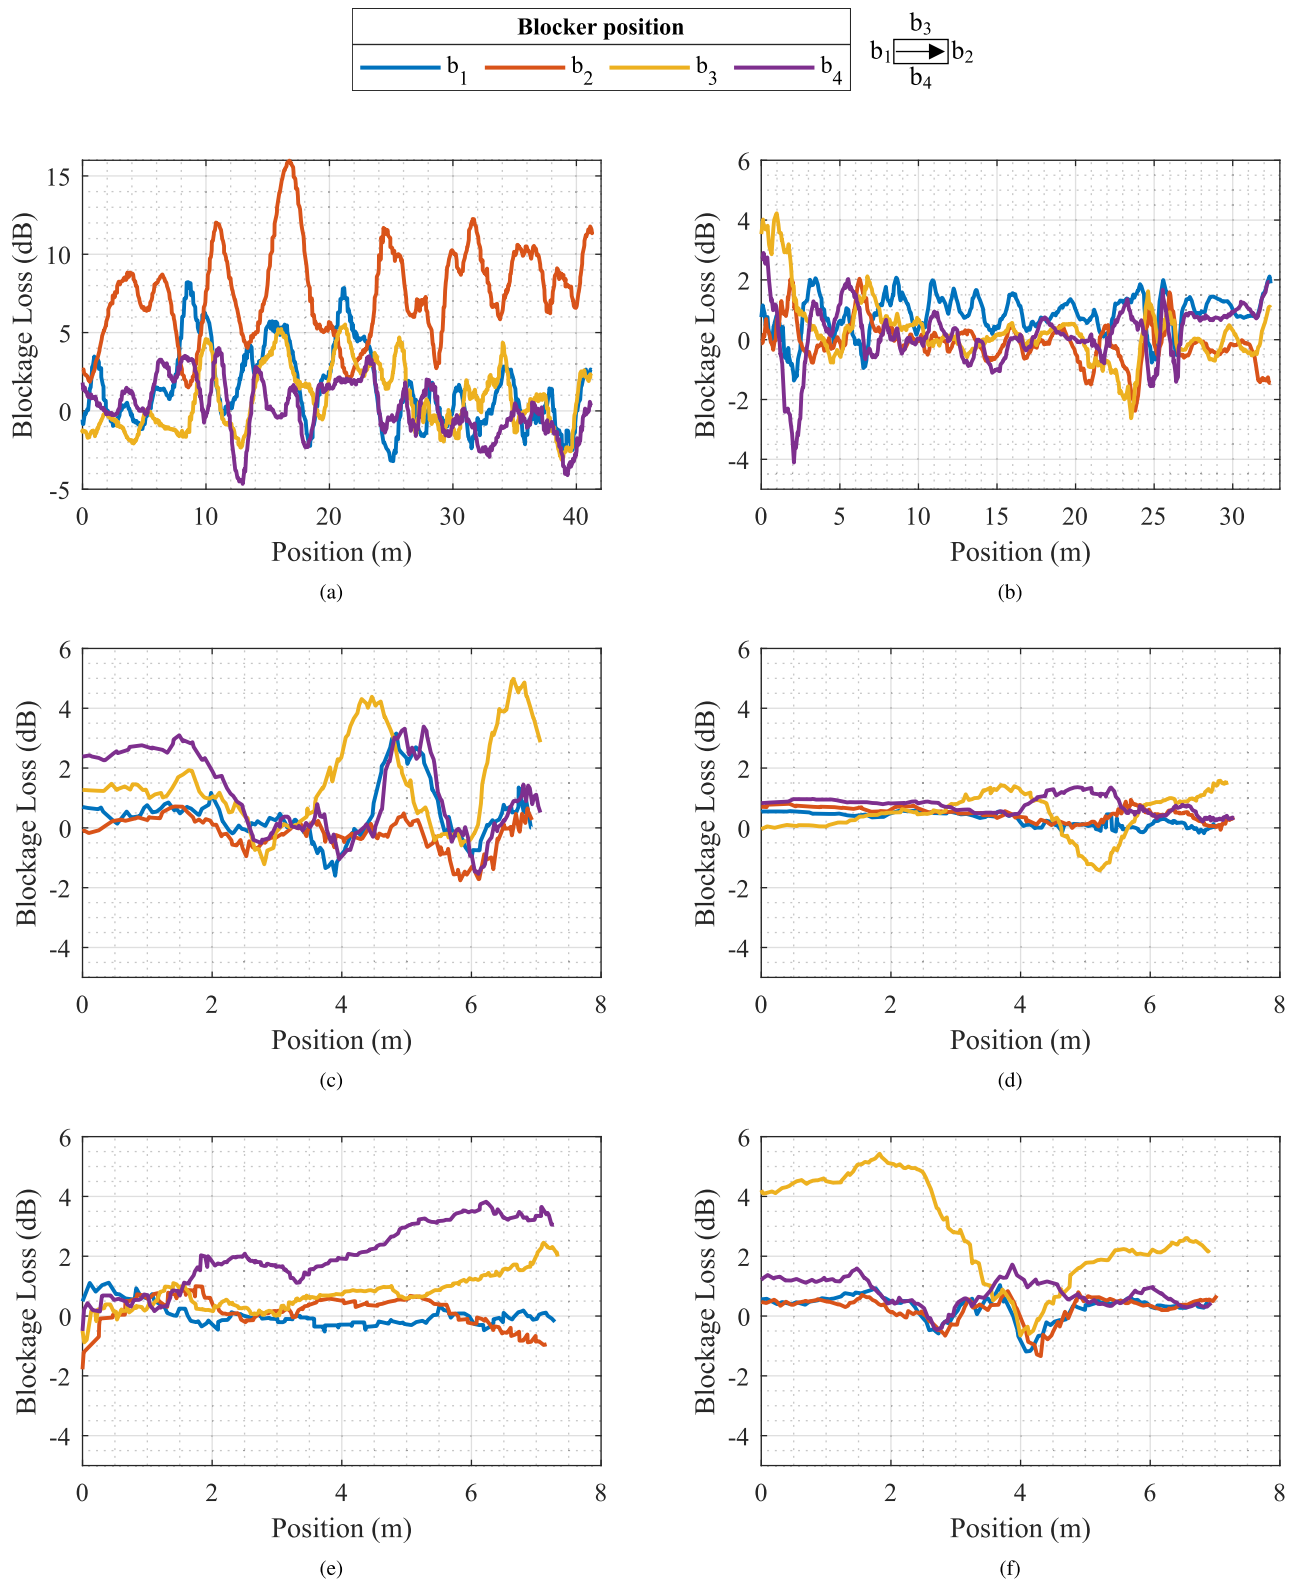 Blocker position
b1 b2 b3 b4
b3
b1 b2
b4
15
10
5
0
-5
Blockage Loss (dB)
0 10 20 30 40
Position (m)
(a)
6
4
2
0
-2
-4
Blockage Loss (dB)
0 5 10 15 20 25 30
Position (m)
(b)
6
4
2
0
-2
-4
Blockage Loss (dB)
0 2 4 6 8
Position (m)
(c)
6
4
2
0
-2
-4
Blockage Loss (dB)
0 2 4 6 8
Position (m)
(d)
6
4
2
0
-2
-4
Blockage Loss (dB)
0 2 4 6 8
Position (m)
(e)
6
4
2
0
-2
-4
Blockage Loss (dB)
0 2 4 6 8
Position (m)
(f)